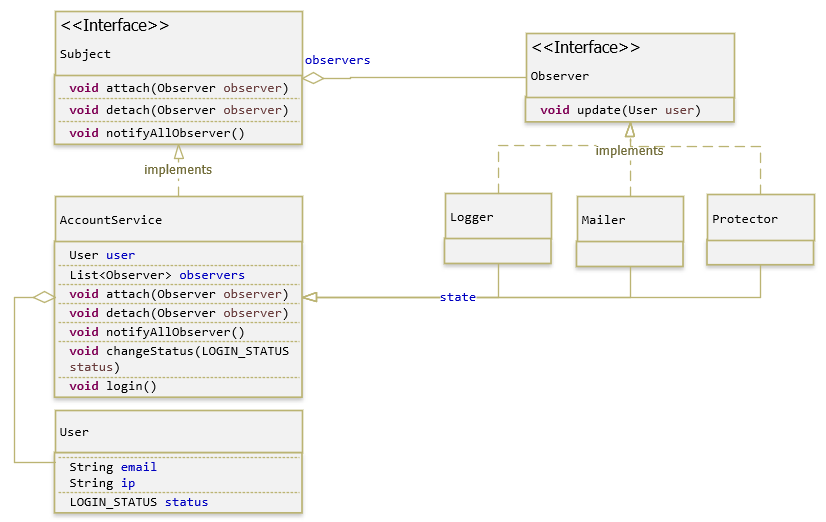 <<Interface>>
Subject
void attach(Observer observer)
void detach(Observer observer)
void notifyAllObserver()
observers
<<Interface>>
Observer
void update(User user)
implements
implements
AccountService
User user
List<Observer> observers
void attach(Observer observer)
void detach(Observer observer)
void notifyAllObserver()
void changeStatus(LOGIN_STATUS
status)
void login()
Logger
Mailer
Protector
state
User
String email
String ip
LOGIN_STATUS status